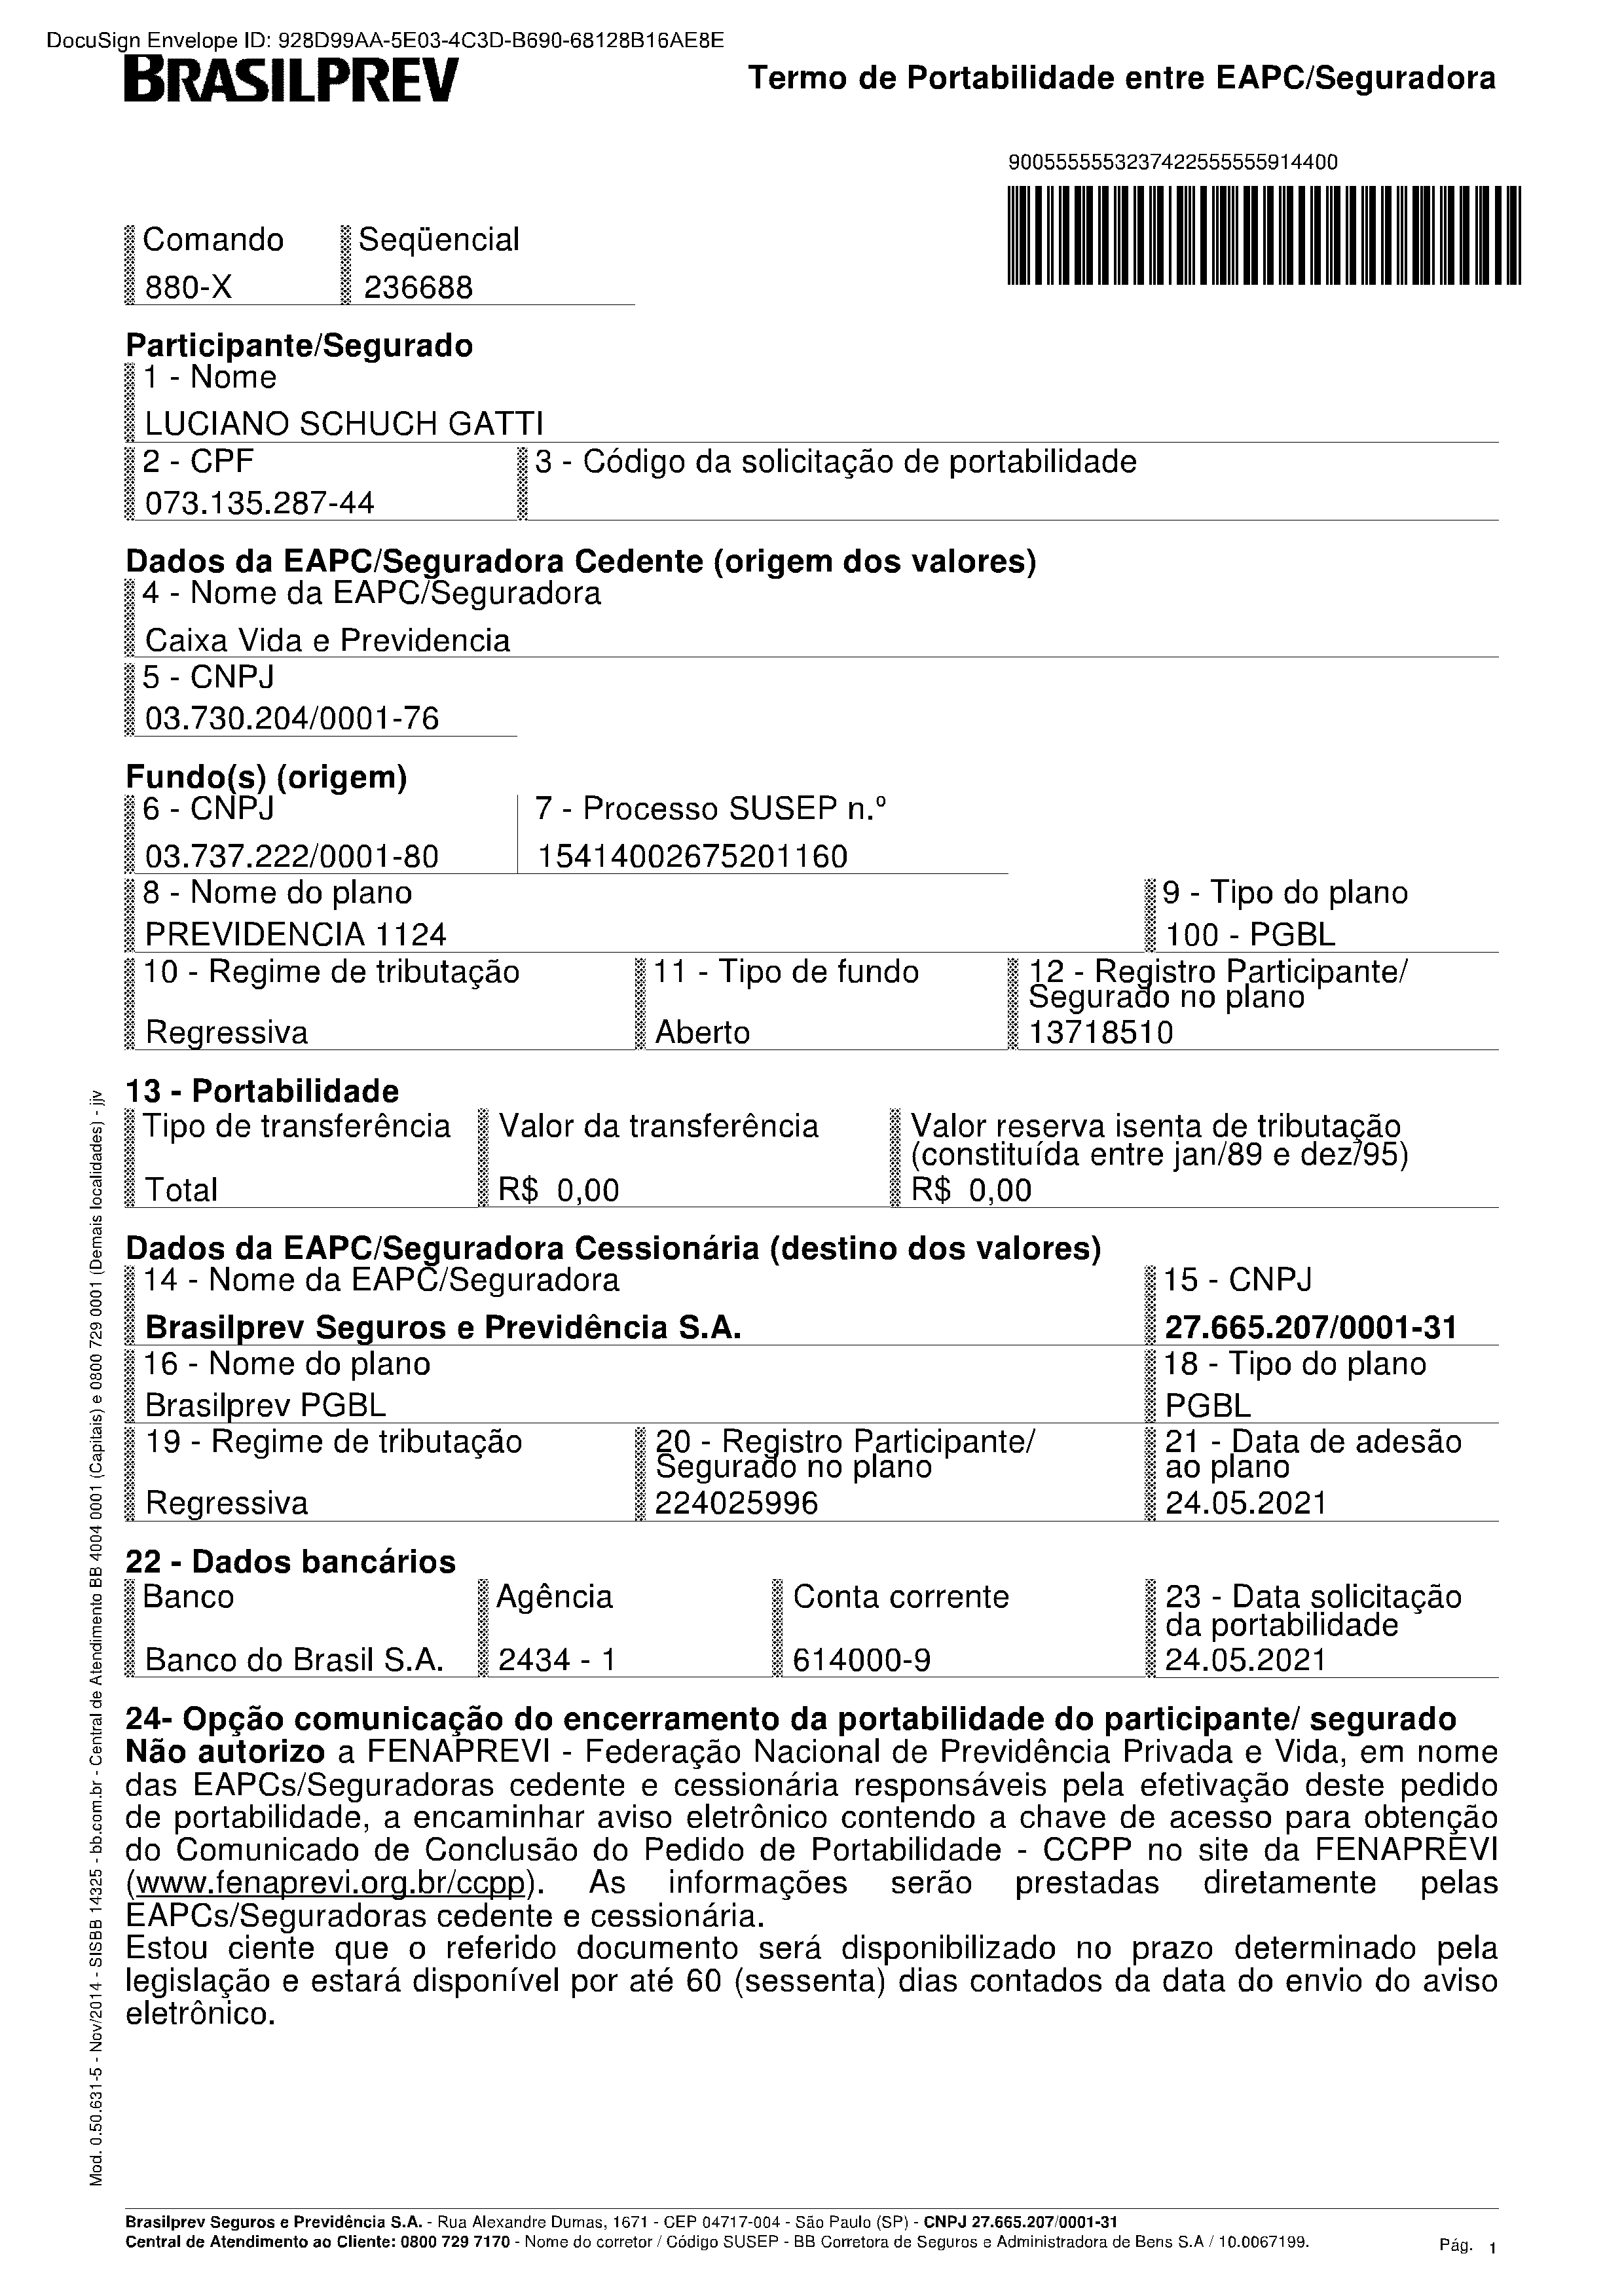 DocuSign Envelope ID: 928D99AA-5E03-4C3D-B690-68128B16AE8E
BRASILPREV
Termo de Portabilidade entre EAPC/Seguradora
9005555553237422555555914400
Comando Seqüencial
880-X 236688
Participante/Segurado
1 - Nome
LUCIANO SCHUCH GATTI
2 - CPF 3 - Código da solicitação de portabilidade
073.135.287-44
Dados da EAPC/Seguradora Cedente (origem dos valores)
4 - Nome da EAPC/Seguradora
Caixa Vida e Previdencia
5 - CNPJ
03.730.204/0001-76
Fundo(s) (origem)
6 - CNPJ 7 - Processo SUSEP n.º
03.737.222/0001-80 15414002675201160
8 - Nome do plano 9 - Tipo do plano
PREVIDENCIA 1124 100 - PGBL
10 - Regime de tributação 11 - Tipo de fundo 12 - Registro Participante/
Segurado no plano
Regressiva Aberto 13718510
13 - Portabilidade
Tipo de transferência Valor da transferência Valor reserva isenta de tributação
(constituída entre jan/89 e dez/95)
Total R$ 0,00 R$ 0,00
Dados da EAPC/Seguradora Cessionária (destino dos valores)
14 - Nome da EAPC/Seguradora 15 - CNPJ
Brasilprev Seguros e Previdência S.A. 27.665.207/0001-31
16 - Nome do plano 18 - Tipo do plano
Brasilprev PGBL PGBL
19 - Regime de tributação 20 - Registro Participante/ 21 - Data de adesão
Segurado no plano ao plano
Regressiva 224025996 24.05.2021
22 - Dados bancários
Banco Agência Conta corrente 23 - Data solicitação
da portabilidade
Banco do Brasil S.A. 2434 - 1 614000-9 24.05.2021
24- Opção comunicação do encerramento da portabilidade do participante/ segurado
Não autorizo a FENAPREVI - Federação Nacional de Previdência Privada e Vida, em nome
das EAPCs/Seguradoras cedente e cessionária responsáveis pela efetivação deste pedido
de portabilidade, a encaminhar aviso eletrônico contendo a chave de acesso para obtenção
do Comunicado de Conclusão do Pedido de Portabilidade - CCPP no site da FENAPREVI
(www.fenaprevi.org.br/ccpp). As informações serão prestadas diretamente pelas
EAPCs/Seguradoras cedente e cessionária.
Estou ciente que o referido documento será disponibilizado no prazo determinado pela
legislação e estará disponível por até 60 (sessenta) dias contados da data do envio do aviso
eletrônico.
Mod. 0.50.631-5 - Nov/2014 - SISBB 14325 - bb.com.br - Central de Atendimento BB 4004 0001 (Capitais) e 0800 729 0001 (Demais localidades) - jjv
Brasilprev Seguros e Previdência S.A. - Rua Alexandre Dumas, 1671 - CEP 04717-004 - São Paulo (SP) - CNPJ 27.665.207/0001-31
Central de Atendimento ao Cliente: 0800 729 7170 - Nome do corretor / Código SUSEP - BB Corretora de Seguros e Administradora de Bens S.A / 10.0067199.
Pág. 1